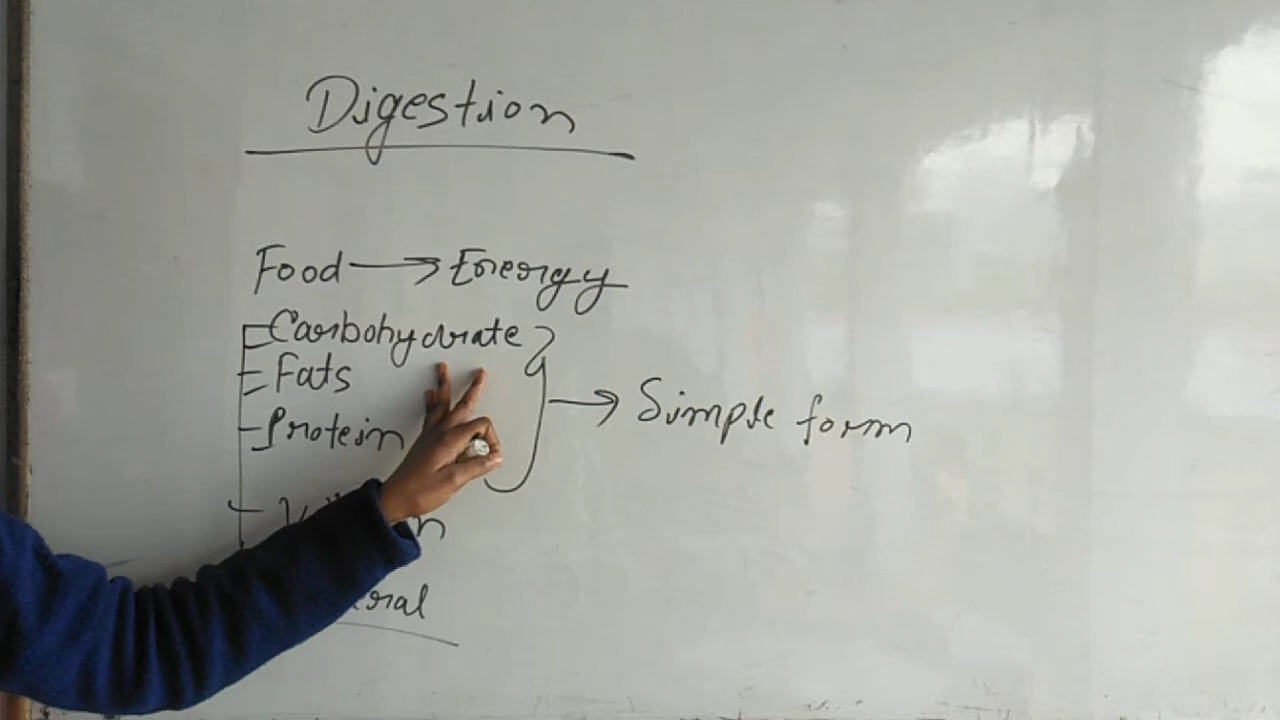 Digestion
Food → Energy
Carbohydrate
Fats
Protein
→ Simple form